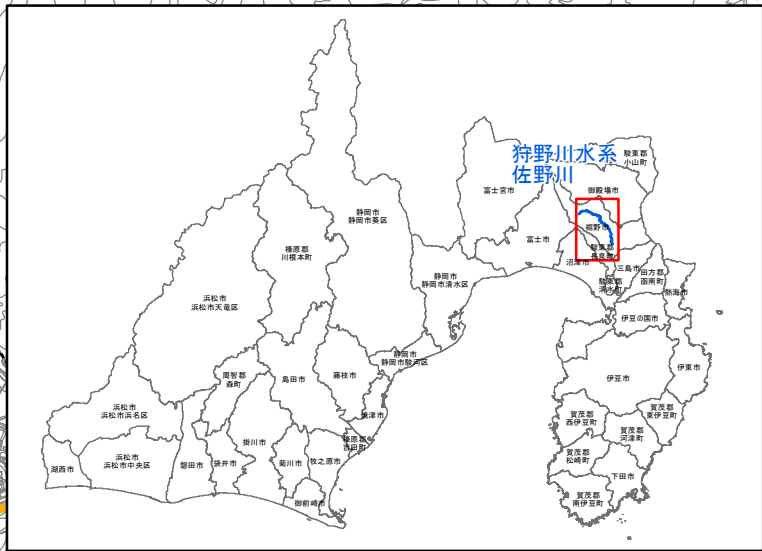 狩野川水系
佐野川
駿東郡
小山町
御殿場市
富士宮市
裾野市
富士市
駿東郡
長泉町
沼津市
三島市
駿東郡
清水町
田方郡
函南町
熱海市
伊豆の国市
伊豆市
伊東市
賀茂郡
西伊豆町
賀茂郡
東伊豆町
賀茂郡
河津町
賀茂郡
松崎町
下田市
賀茂郡
南伊豆町
静岡市
静岡市葵区
静岡市
静岡市清水区
静岡市
静岡市駿河区
榛原郡
川根本町
浜松市
浜松市天竜区
周智郡
森町
島田市
藤枝市
焼津市
榛原郡
吉田町
浜松市
浜松市浜名区
浜松市
浜松市中央区
湖西市
磐田市
袋井市
掛川市
菊川市
牧之原市
御前崎市